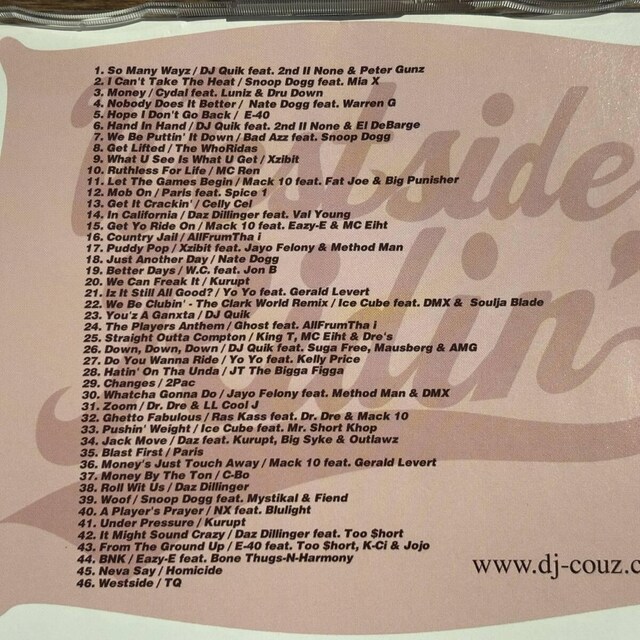 1. So Many Wayz / DJ Quik feat. 2nd II None & Peter Gunz
2. I Can't Take The Heat / Snoop Dogg feat. Mia X
3. Money / Cydal feat. Luniz & Dru Down
4. Nobody Does It Better / Nate Dogg feat. Warren G
5. Hope I Don't Go Back / E-40
6. Hand In Hand / DJ Quik feat. 2nd II None & El DeBarge
7. We Be Puttin' It Down / Bad Azz feat. Snoop Dogg
8. Get Lifted / The WhoRidas
9. What U See Is What U Get / Xzibit
10. Ruthless For Life / MC Ren
11. Let The Games Begin / Mack 10 feat. Fat Joe & Big Punisher
12. Mob On / Paris feat. Spice 1
13. Get It Crackin' / Celly Cel
14. In California / Daz Dillinger feat. Val Young
15. Get Yo Ride On / Mack 10 feat. Eazy-E & MC Eiht
16. Country Jail / AllFrumTha i
17. Puddy Pop / Xzibit feat. Jayo Felony & Method Man
18. Just Another Day / Nate Dogg
19. Better Days / W.C. feat. Jon B
20. We Can Freak It / Kurupt
21. Iz It Still All Good? / Yo Yo feat. Gerald Levert
22. We Be Clubin' - The Clark World Remix / Ice Cube feat. DMX & Soulja Blade
23. You'z A Ganxta / DJ Quik
24. The Players Anthem / Ghost feat. AllFrumTha i
25. Straight Outta Compton / King T, MC Eiht & Dre's
26. Down, Down, Down / DJ Quik feat. Suga Free, Mausberg & AMG
27. Do You Wanna Ride / Yo Yo feat. Kelly Price
28. Hatin' On Tha Unda / JT The Bigga Figga
29. Changes / 2Pac
30. Whatcha Gonna Do / Jayo Felony feat. Method Man & DMX
31. Zoom / Dr. Dre & LL Cool J
32. Ghetto Fabulous / Ras Kass feat. Dr. Dre & Mack 10
33. Pushin' Weight / Ice Cube feat. Mr. Short Khop
34. Jack Move / Daz feat. Kurupt, Big Syke & Outlawz
35. Blast First / Paris
36. Money's Just Touch Away / Mack 10 feat. Gerald Levert
37. Money By The Ton / C-Bo
38. Roll Wit Us / Daz Dillinger
39. Woof / Snoop Dogg feat. Mystikal & Fiend
40. A Player's Prayer / NX feat. Blulight
41. Under Pressure / Kurupt
42. It Might Sound Crazy / Daz Dillinger feat. Too $hort
43. From The Ground Up / E-40 feat. Too $hort, K-Ci & Jojo
44. BNK / Eazy-E feat. Bone Thugs-N-Harmony
45. Neva Say / Homicide
46. Westside / TQ
www.dj-couz.c